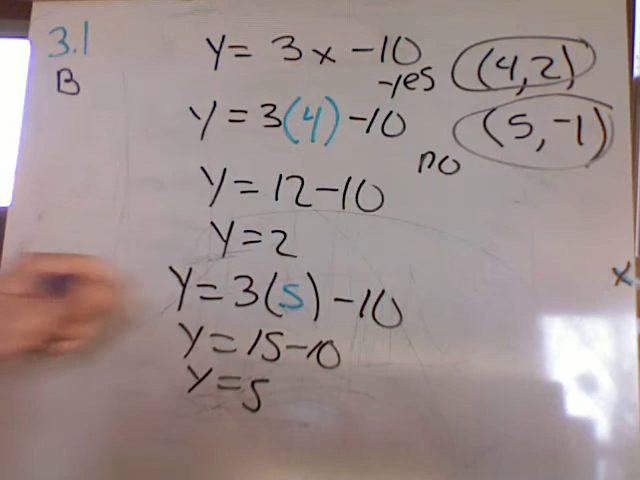 3.1
B
y = 3x - 10
yes (4,2)
y = 3(4) - 10 (5,-1)
no
y = 12 - 10
y = 2
y = 3(5) - 10
y = 15 - 10
y = 5
x